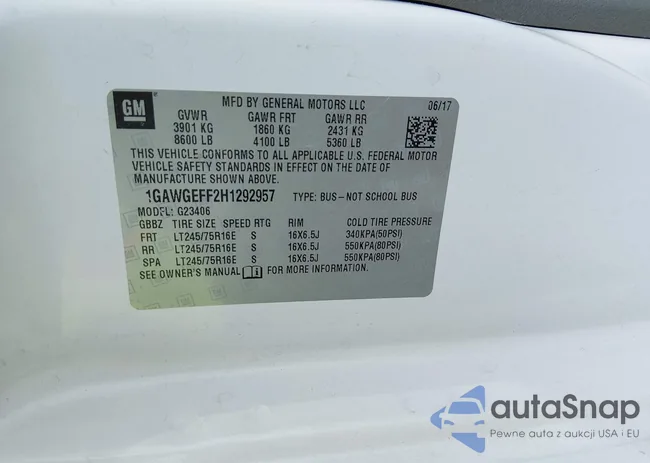 GM
MFD BY GENERAL MOTORS LLC 06/17
GVWR GAWR FRT GAWR RR
3901 KG 1860 KG 2431 KG
8600 LB 4100 LB 5360 LB
THIS VEHICLE CONFORMS TO ALL APPLICABLE U.S. FEDERAL MOTOR
VEHICLE SAFETY STANDARDS IN EFFECT ON THE DATE OF
MANUFACTURE SHOWN ABOVE.
1GAWGEFF2H1292957 TYPE: BUS-NOT SCHOOL BUS
MODEL: G23406
GBBZ TIRE SIZE SPEED RTG RIM COLD TIRE PRESSURE
FRT LT245/75R16E S 16X6.5J 340KPA(50PSI)
RR LT245/75R16E S 16X6.5J 550KPA(80PSI)
SPA LT245/75R16E S 16X6.5J 550KPA(80PSI)
SEE OWNER'S MANUAL FOR MORE INFORMATION.
autaSnap
Pewne auta z aukcji USA i EU